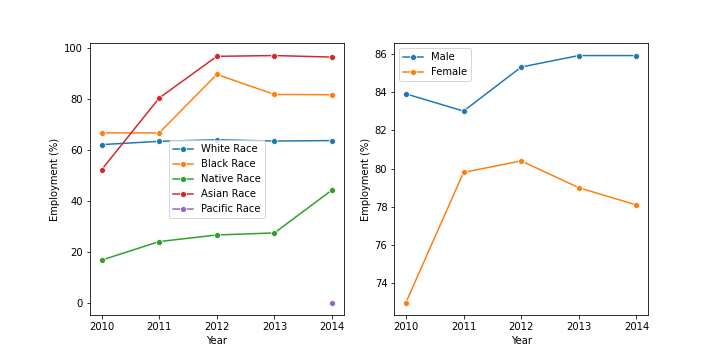 100
80
60
40
20
0
Employment (%)
White Race
Black Race
Native Race
Asian Race
Pacific Race
2010 2011 2012 2013 2014
Year
86
84
82
80
78
76
74
Employment (%)
Male
Female
2010 2011 2012 2013 2014
Year